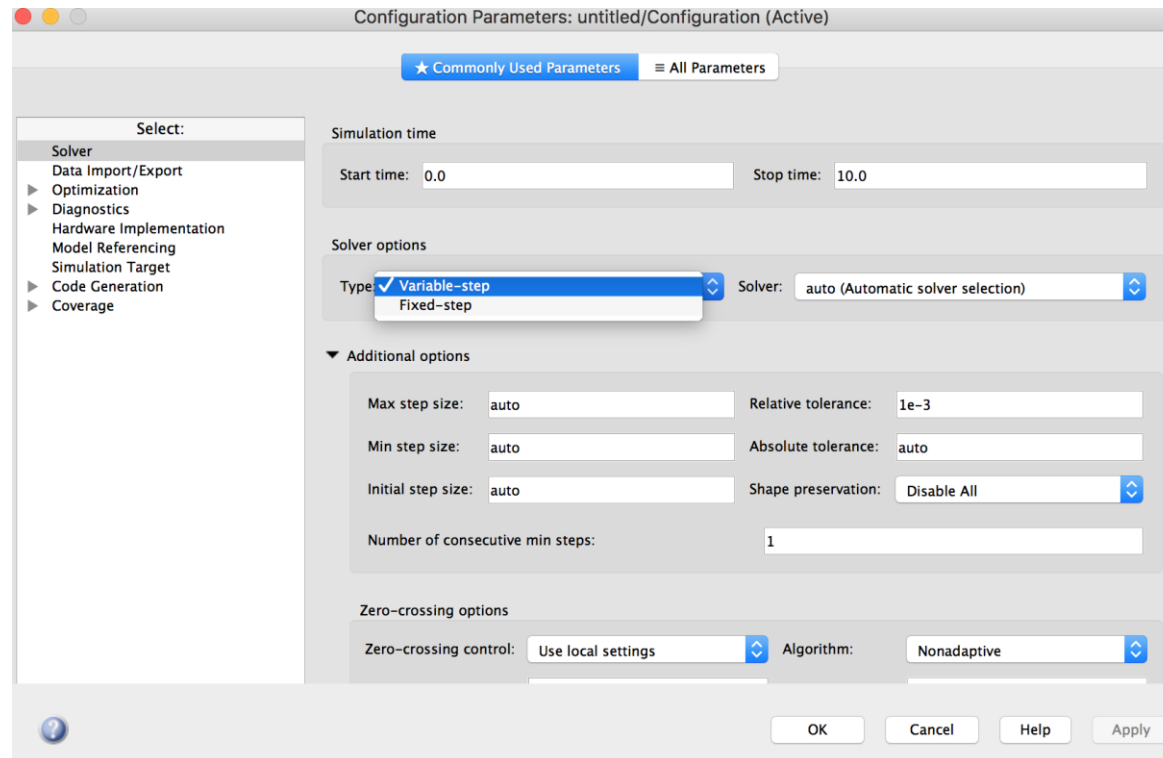 Configuration Parameters: untitled/Configuration (Active)
★ Commonly Used Parameters
≡ All Parameters
Select:
Solver
Data Import/Export
Optimization
Diagnostics
Hardware Implementation
Model Referencing
Simulation Target
Code Generation
Coverage
Simulation time
Start time: 0.0
Stop time: 10.0
Solver options
Type: ✓ Variable-step
Fixed-step
Solver: auto (Automatic solver selection)
Additional options
Max step size: auto
Relative tolerance: 1e-3
Min step size: auto
Absolute tolerance: auto
Initial step size: auto
Shape preservation: Disable All
Number of consecutive min steps: 1
Zero-crossing options
Zero-crossing control: Use local settings
Algorithm: Nonadaptive
?
OK
Cancel
Help
Apply